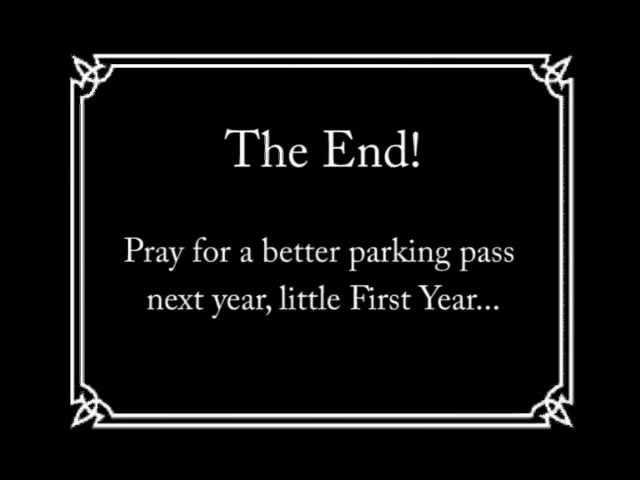 The End!
Pray for a better parking pass
next year, little First Year...